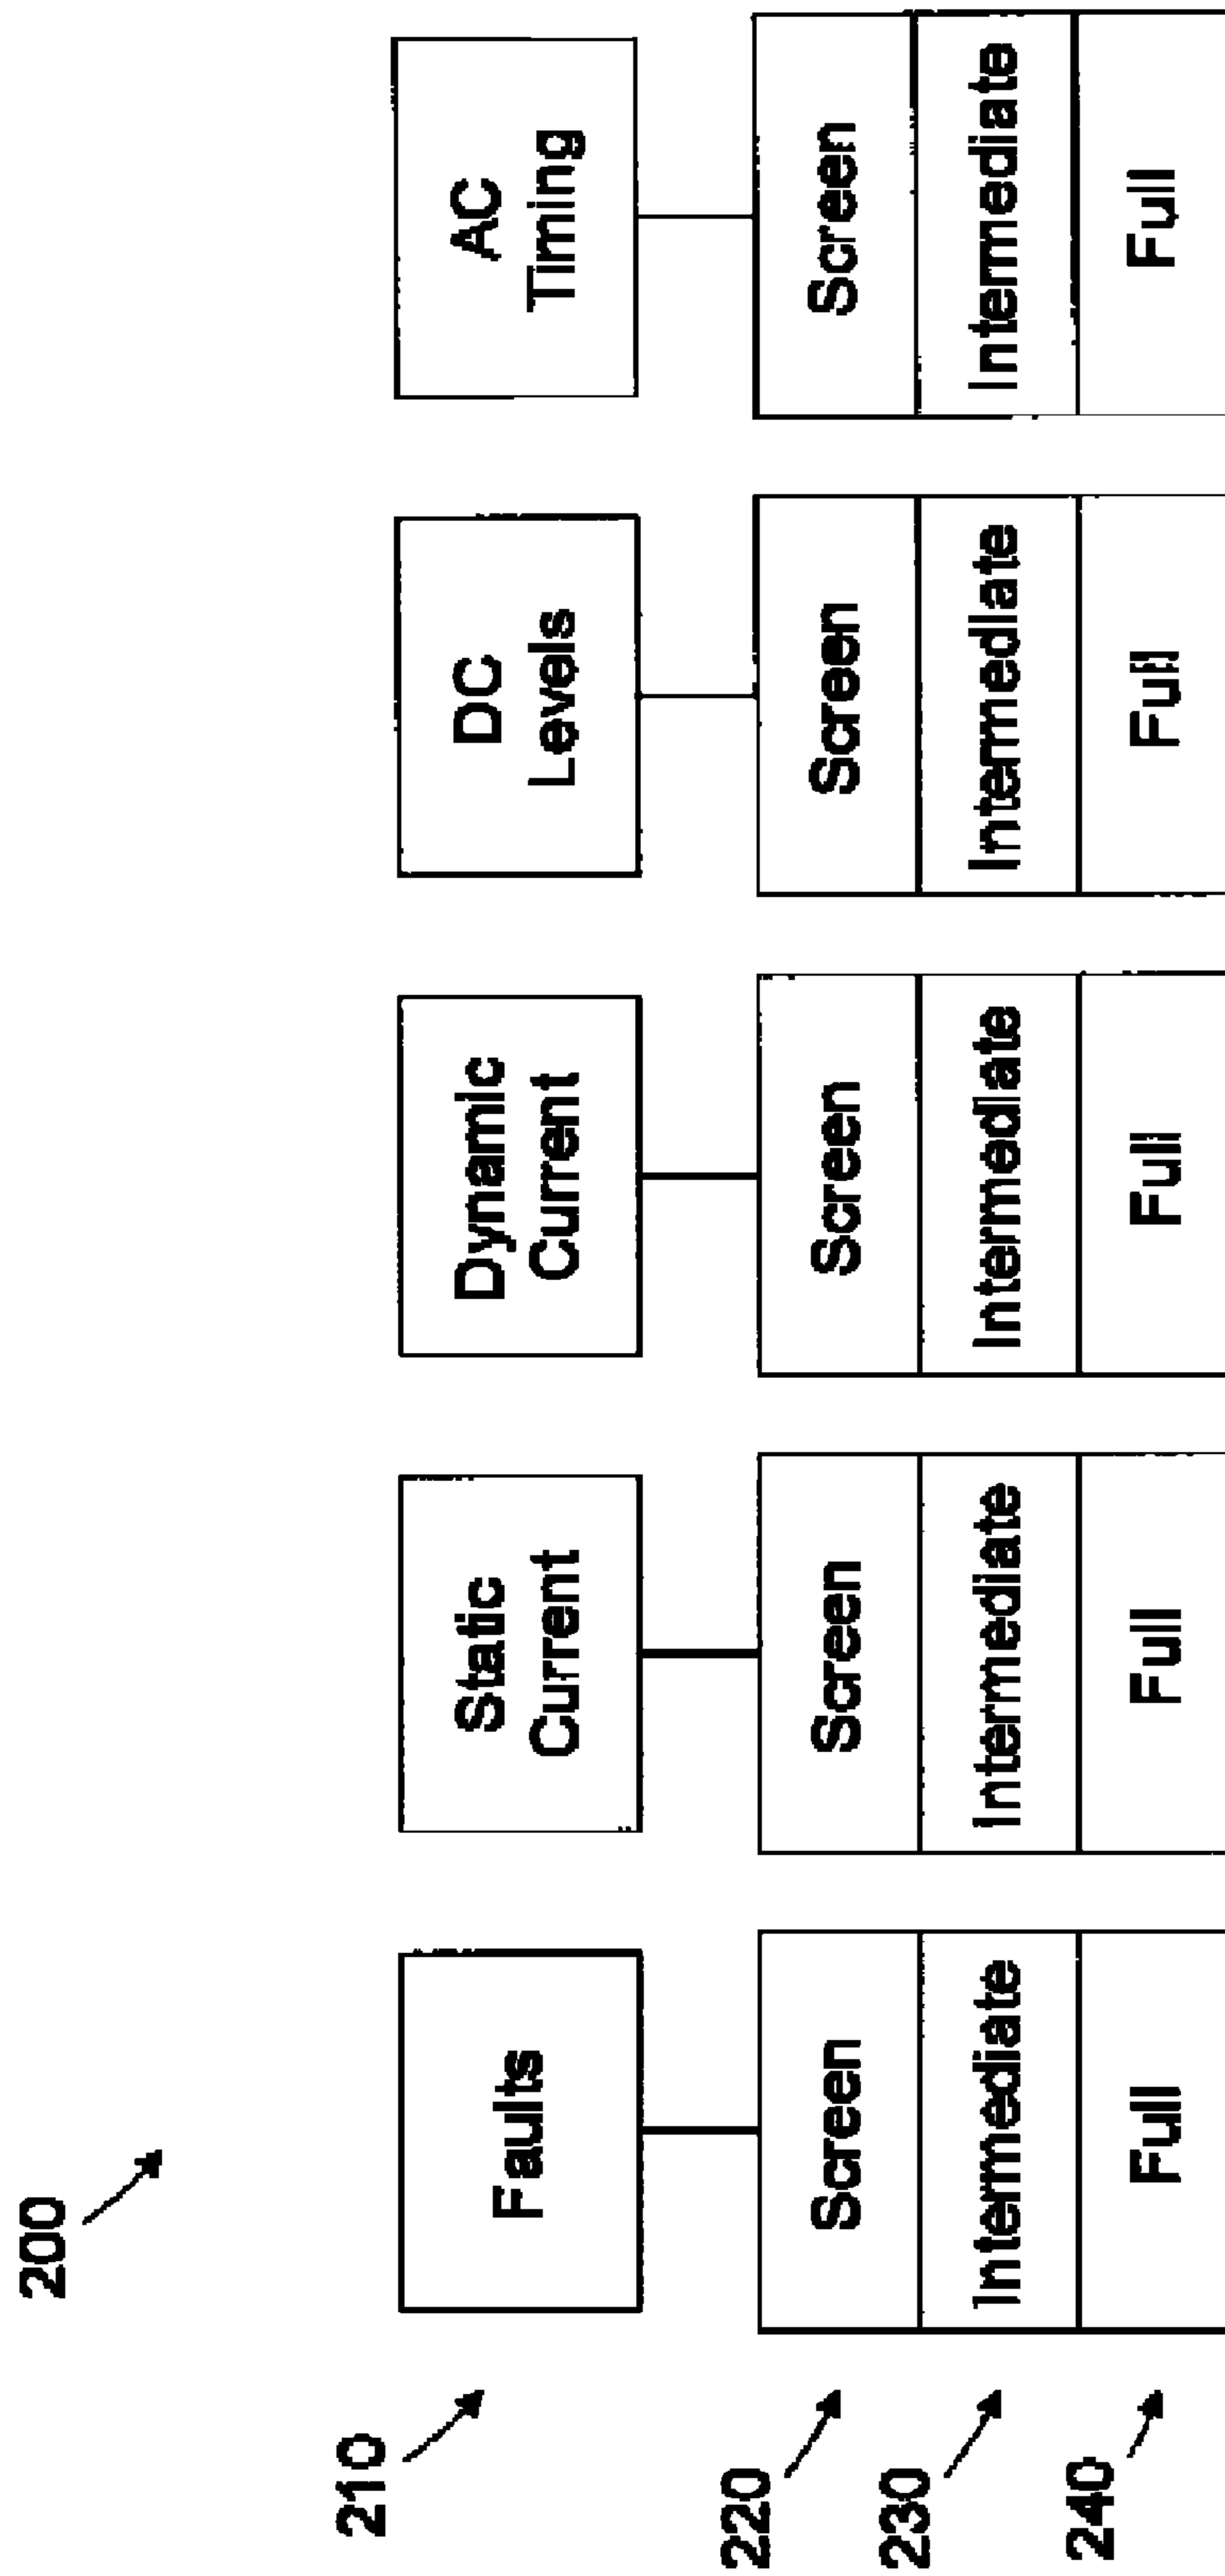 200
210
Faults
Static
Current
Dynamic
Current
DC
Levels
AC
Timing
220
Screen
Screen
Screen
Screen
Screen
230
Intermediate
Intermediate
Intermediate
Intermediate
Intermediate
240
Full
Full
Full
Full
Full